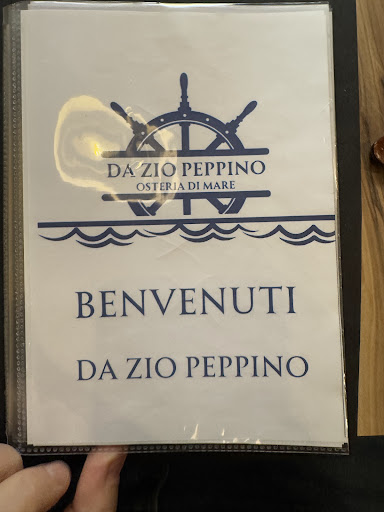 DA ZIO PEPPINO
OSTERIA DI MARE
BENVENUTI
DA ZIO PEPPINO